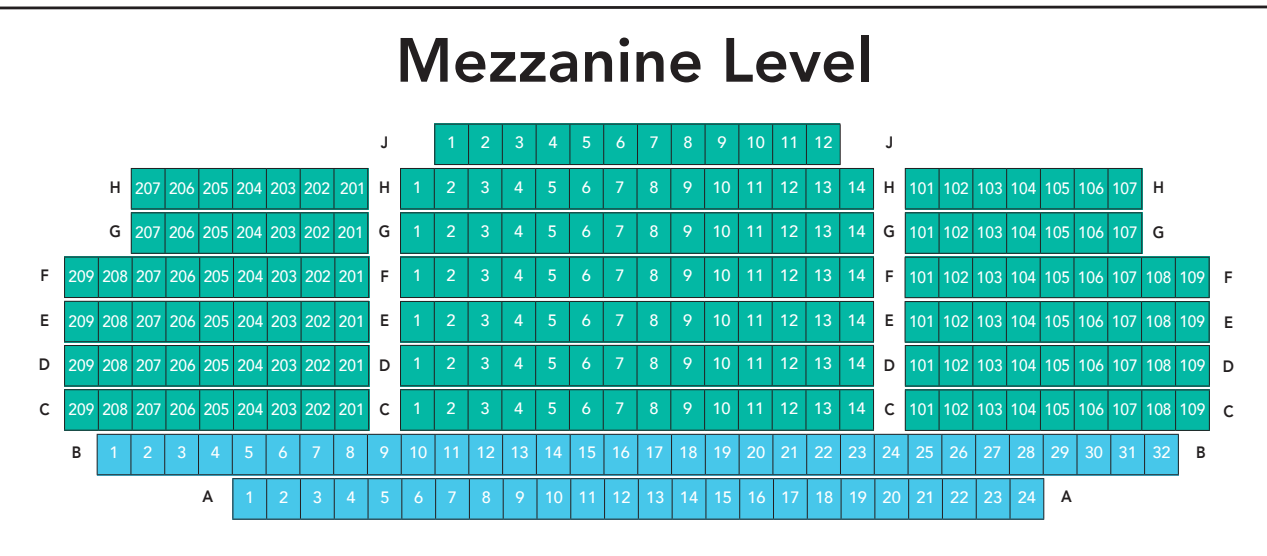 Mezzanine Level
J 1 2 3 4 5 6 7 8 9 10 11 12 J
H 207 206 205 204 203 202 201 H 1 2 3 4 5 6 7 8 9 10 11 12 13 14 H 101 102 103 104 105 106 107 H
G 207 206 205 204 203 202 201 G 1 2 3 4 5 6 7 8 9 10 11 12 13 14 G 101 102 103 104 105 106 107 G
F 209 208 207 206 205 204 203 202 201 F 1 2 3 4 5 6 7 8 9 10 11 12 13 14 F 101 102 103 104 105 106 107 108 109 F
E 209 208 207 206 205 204 203 202 201 E 1 2 3 4 5 6 7 8 9 10 11 12 13 14 E 101 102 103 104 105 106 107 108 109 E
D 209 208 207 206 205 204 203 202 201 D 1 2 3 4 5 6 7 8 9 10 11 12 13 14 D 101 102 103 104 105 106 107 108 109 D
C 209 208 207 206 205 204 203 202 201 C 1 2 3 4 5 6 7 8 9 10 11 12 13 14 C 101 102 103 104 105 106 107 108 109 C
B 1 2 3 4 5 6 7 8 9 10 11 12 13 14 15 16 17 18 19 20 21 22 23 24 25 26 27 28 29 30 31 32 B
A 1 2 3 4 5 6 7 8 9 10 11 12 13 14 15 16 17 18 19 20 21 22 23 24 A